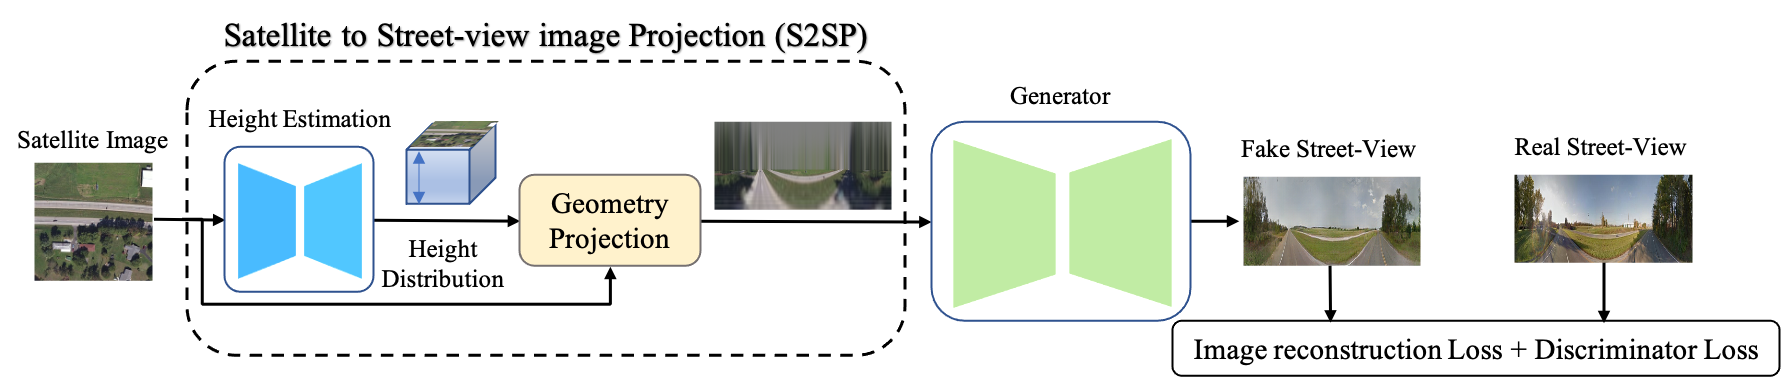 Satellite to Street-view image Projection (S2SP)
Satellite Image
Height Estimation
Height
Distribution
Geometry
Projection
Generator
Fake Street-View
Real Street-View
Image reconstruction Loss + Discriminator Loss